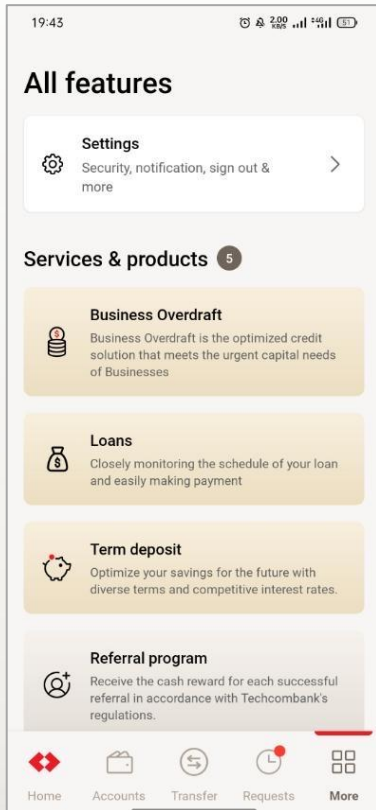 19:43
2.00
KB/S
4G
51
All features
Settings
Security, notification, sign out &
more
Services & products 5
Business Overdraft
Business Overdraft is the optimized credit
solution that meets the urgent capital needs
of Businesses
Loans
Closely monitoring the schedule of your loan
and easily making payment
Term deposit
Optimize your savings for the future with
diverse terms and competitive interest rates.
Referral program
Receive the cash reward for each successful
referral in accordance with Techcombank's
regulations.
Home Accounts Transfer Requests More